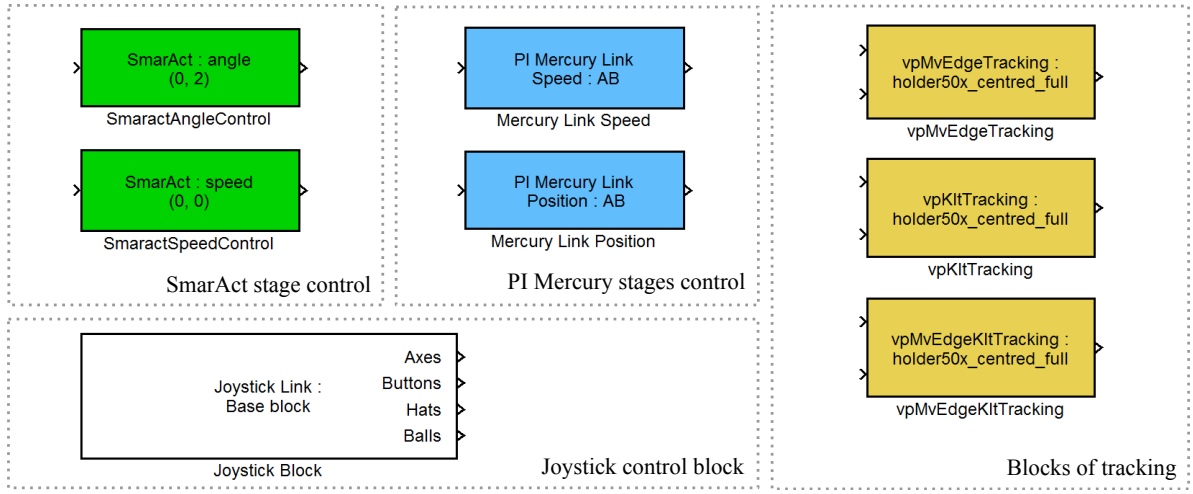 SmarAct : angle
(0, 2)
SmaractAngleControl
SmarAct : speed
(0, 0)
SmaractSpeedControl
SmarAct stage control
PI Mercury Link
Speed : AB
Mercury Link Speed
PI Mercury Link
Position : AB
Mercury Link Position
PI Mercury stages control
vpMvEdgeTracking :
holder50x_centred_full
vpMvEdgeTracking
vpKltTracking :
holder50x_centred_full
vpKltTracking
vpMvEdgeKltTracking :
holder50x_centred_full
vpMvEdgeKltTracking
Blocks of tracking
Joystick Link :
Base block
Axes
Buttons
Hats
Balls
Joystick Block
Joystick control block